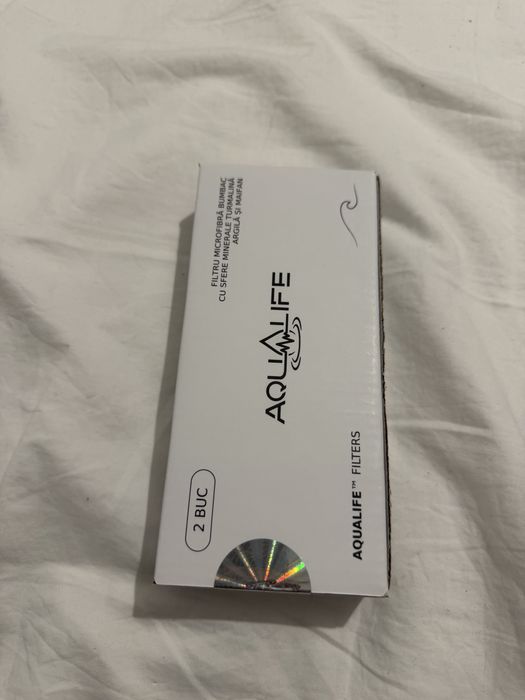 FILTRU MICROFIBRĂ BUMBAC
CU SFERE MINERALE TURMALINĂ
ARGILĂ ȘI MAIFAN
AQUALIFE
2 BUC
AQUALIFE™ FILTERS